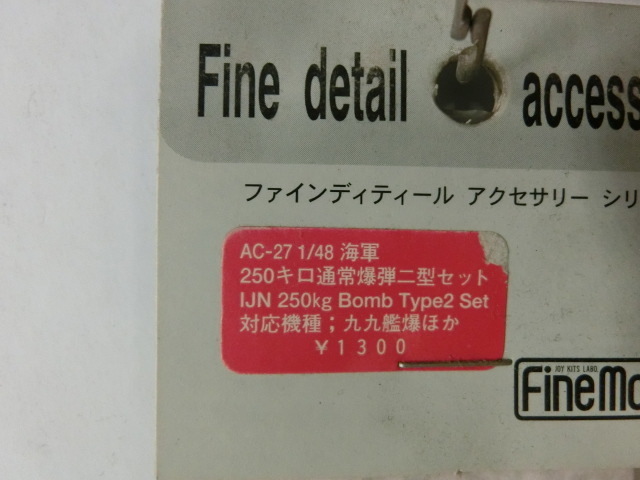 Fine detail access
ファインディティール アクセサリー シリ
AC-27 1/48 海軍
250キロ通常爆弾二型セット
IJN 250kg Bomb Type2 Set
対応機種；九九艦爆ほか
￥1300
JOY KITS LABO.
FineMo